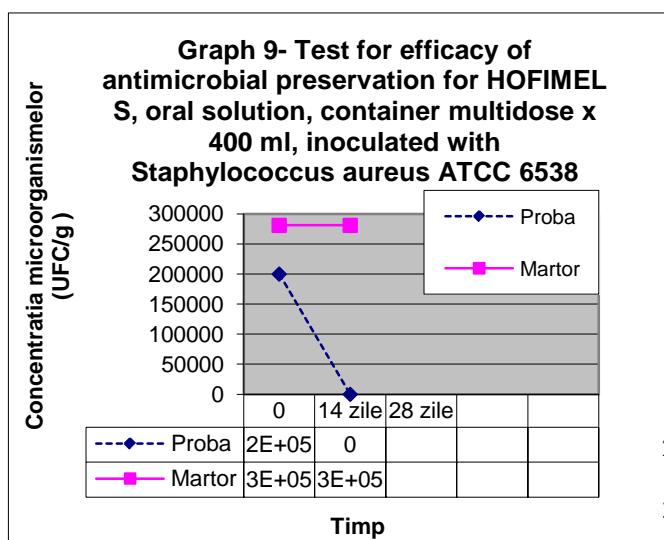 Graph 9- Test for efficacy of
antimicrobial preservation for HOFIMEL
S, oral solution, container multidose x
400 ml, inoculated with
Staphylococcus aureus ATCC 6538
Concentratia microorganismelor
(UFC/g)
300000
250000
200000
150000
100000
50000
0
Proba
Martor
0 14 zile 28 zile
Proba 2E+05 0
Martor 3E+05 3E+05
Timp